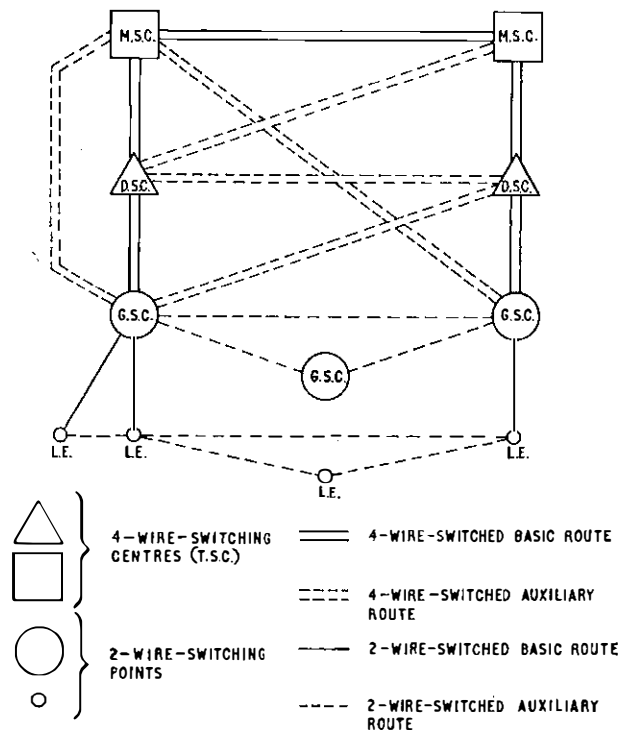 M.S.C.
M.S.C.
D.S.C.
D.S.C.
G.S.C.
G.S.C.
G.S.C.
L.E.
L.E.
L.E.
L.E.
4-WIRE-SWITCHING
CENTRES (T.S.C.)
2-WIRE-SWITCHING
POINTS
4-WIRE-SWITCHED BASIC ROUTE
4-WIRE-SWITCHED AUXILIARY
ROUTE
2-WIRE-SWITCHED BASIC ROUTE
2-WIRE-SWITCHED AUXILIARY
ROUTE